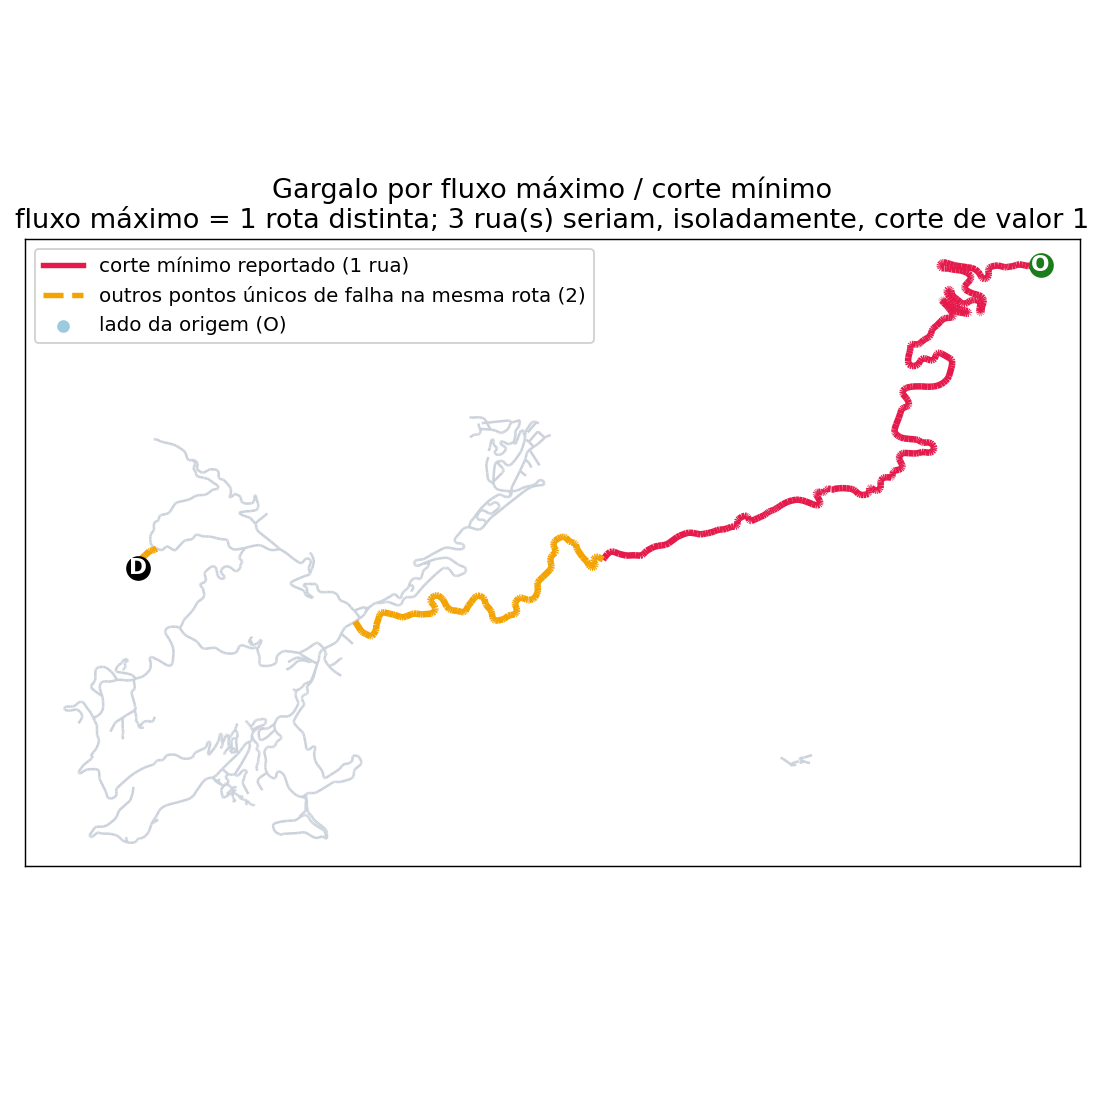 Gargalo por fluxo máximo / corte mínimo
fluxo máximo = 1 rota distinta; 3 rua(s) seriam, isoladamente, corte de valor 1
corte mínimo reportado (1 rua)
outros pontos únicos de falha na mesma rota (2)
lado da origem (O)
O
D